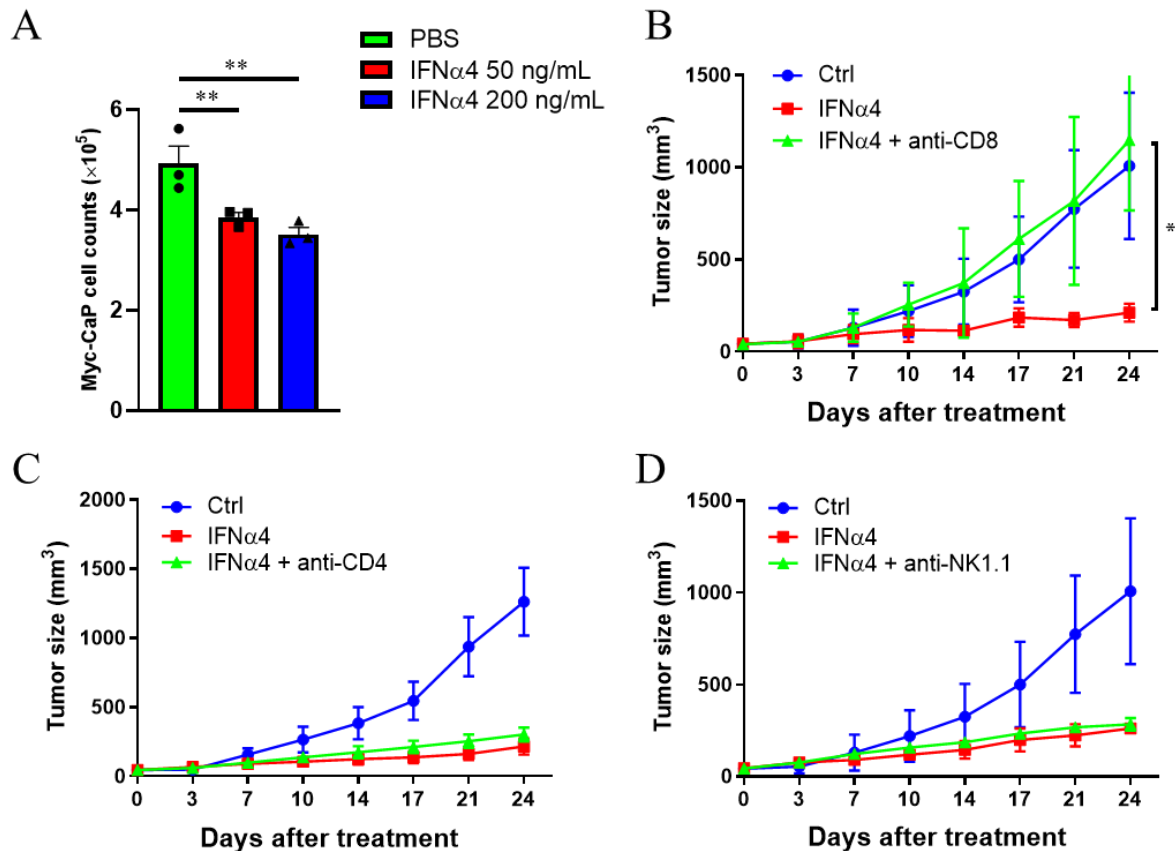 A
PBS
IFNα4 50 ng/mL
IFNα4 200 ng/mL
**
**
Myc-CaP cell counts (×10⁵)
6
4
2
0
B
Ctrl
IFNα4
IFNα4 + anti-CD8
Tumor size (mm³)
1500
1000
500
0
*
0 3 7 10 14 17 21 24
Days after treatment
C
Ctrl
IFNα4
IFNα4 + anti-CD4
Tumor size (mm³)
2000
1500
1000
500
0
0 3 7 10 14 17 21 24
Days after treatment
D
Ctrl
IFNα4
IFNα4 + anti-NK1.1
Tumor size (mm³)
1500
1000
500
0
0 3 7 10 14 17 21 24
Days after treatment